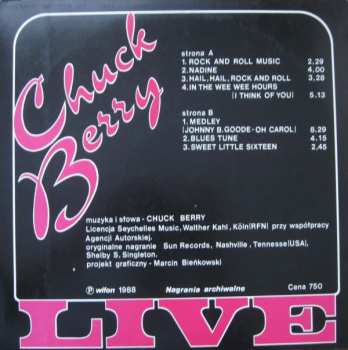 Chuck
Berry
strona A
1. ROCK AND ROLL MUSIC 2.29
2. NADINE 4.00
3. HAIL, HAIL, ROCK AND ROLL 3.28
4. IN THE WEE WEE HOURS
(I THINK OF YOU) 5.13
strona B
1. MEDLEY
(JOHNNY B. GOODE-OH CAROL) 8.29
2. BLUES TUNE 4.15
3. SWEET LITTLE SIXTEEN 2,45
muzyka i słowa - CHUCK BERRY
Licencja Seychelles Music, Walther Kahl, Köln(RFN) przy współpracy
Agencji Autorskiej.
oryginalne nagranie Sun Records, Nashville, Tennesse(USA),
Shelby S, Singleton,
projekt graficzny - Marcin Bieńkowski
℗ wifon 1988 Nagrania archiwalne Cena 750
LIVE